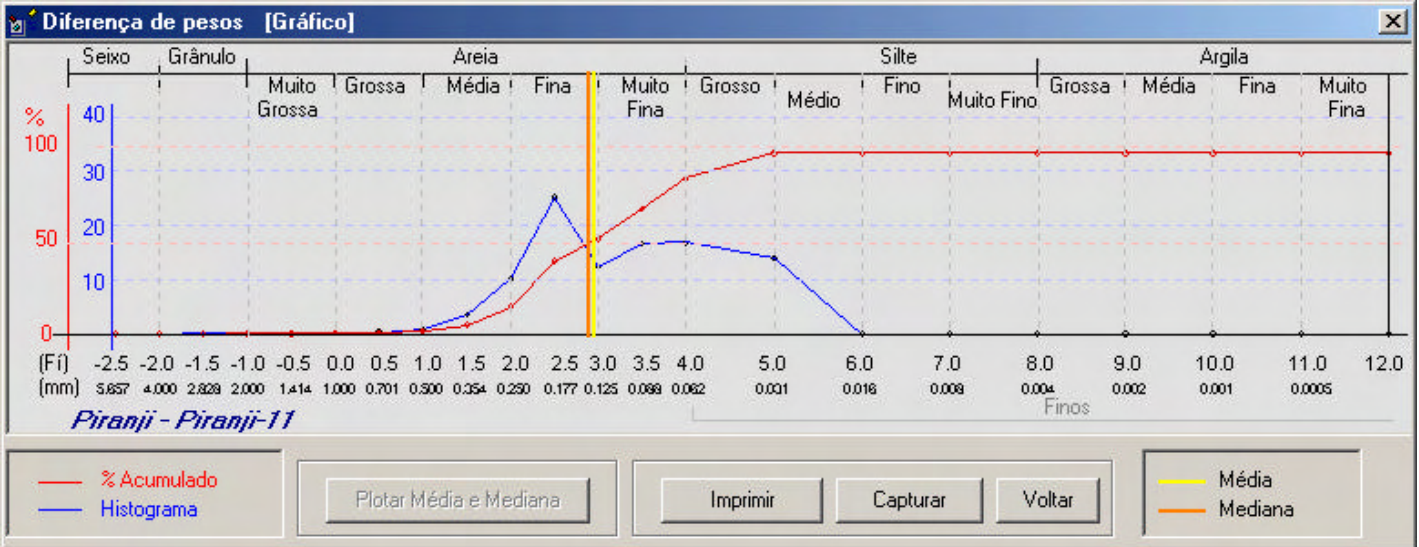 Diferença de pesos [Gráfico]
Seixo Grânulo Areia Silte Argila
Muito Grossa Grossa Média Fina Muito Fina Grosso Médio Fino Muito Fino Grossa Média Fina Muito Fina
% 40
100
30
20
50
10
0
(Fi) -2.5 -2.0 -1.5 -1.0 -0.5 0.0 0.5 1.0 1.5 2.0 2.5 3.0 3.5 4.0 5.0 6.0 7.0 8.0 9.0 10.0 11.0 12.0
(mm) 5.657 4.000 2.828 2.000 1.414 1.000 0.701 0.500 0.354 0.250 0.177 0.125 0.088 0.062 0.031 0.016 0.008 0.004 0.002 0.001 0.0005
Finos
Piranji - Piranji-11
% Acumulado
Histograma
Plotar Média e Mediana
Imprimir Capturar Voltar
Média
Mediana